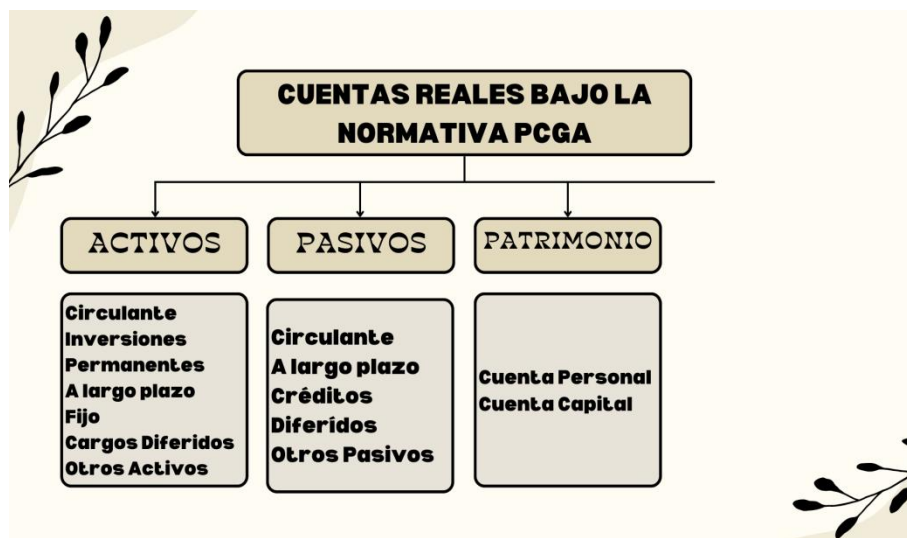 CUENTAS REALES BAJO LA
NORMATIVA PCGA
ACTIVOS
PASIVOS
PATRIMONIO
Circulante
Inversiones
Permanentes
A largo plazo
Fijo
Cargos Diferidos
Otros Activos
Circulante
A largo plazo
Créditos
Diferídos
Otros Pasivos
Cuenta Personal
Cuenta Capital